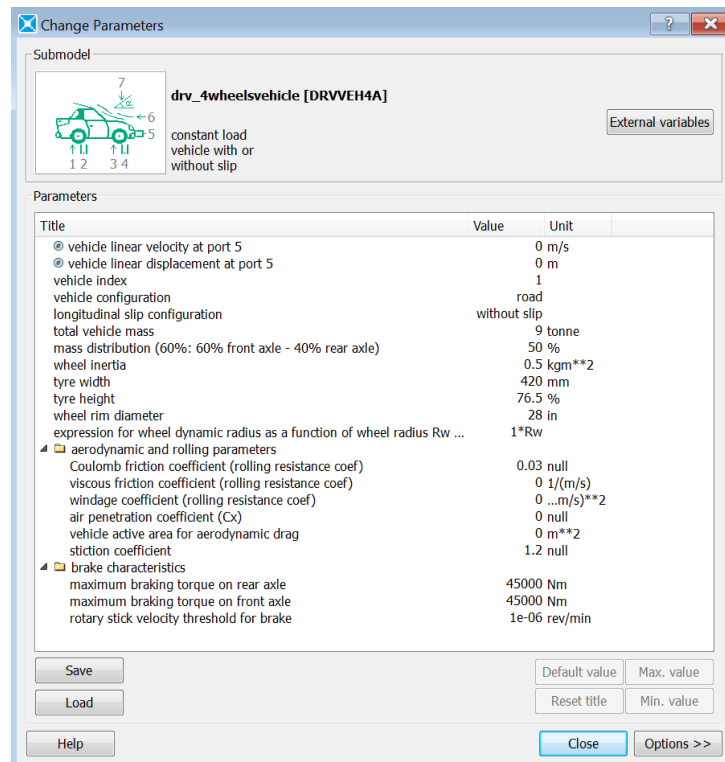 Change Parameters
Submodel
7
α
6
5
1 2 3 4
drv_4wheelsvehicle [DRVVEH4A]
constant load
vehicle with or
without slip
External variables
Parameters
Title Value Unit
vehicle linear velocity at port 5 0 m/s
vehicle linear displacement at port 5 0 m
vehicle index 1
vehicle configuration road
longitudinal slip configuration without slip
total vehicle mass 9 tonne
mass distribution (60%: 60% front axle - 40% rear axle) 50 %
wheel inertia 0.5 kgm**2
tyre width 420 mm
tyre height 76.5 %
wheel rim diameter 28 in
expression for wheel dynamic radius as a function of wheel radius Rw ... 1*Rw
aerodynamic and rolling parameters
Coulomb friction coefficient (rolling resistance coef) 0.03 null
viscous friction coefficient (rolling resistance coef) 0 1/(m/s)
windage coefficient (rolling resistance coef) 0 ...m/s)**2
air penetration coefficient (Cx) 0 null
vehicle active area for aerodynamic drag 0 m**2
stiction coefficient 1.2 null
brake characteristics
maximum braking torque on rear axle 45000 Nm
maximum braking torque on front axle 45000 Nm
rotary stick velocity threshold for brake 1e-06 rev/min
Save Default value Max. value
Load Reset title Min. value
Help Close Options >>